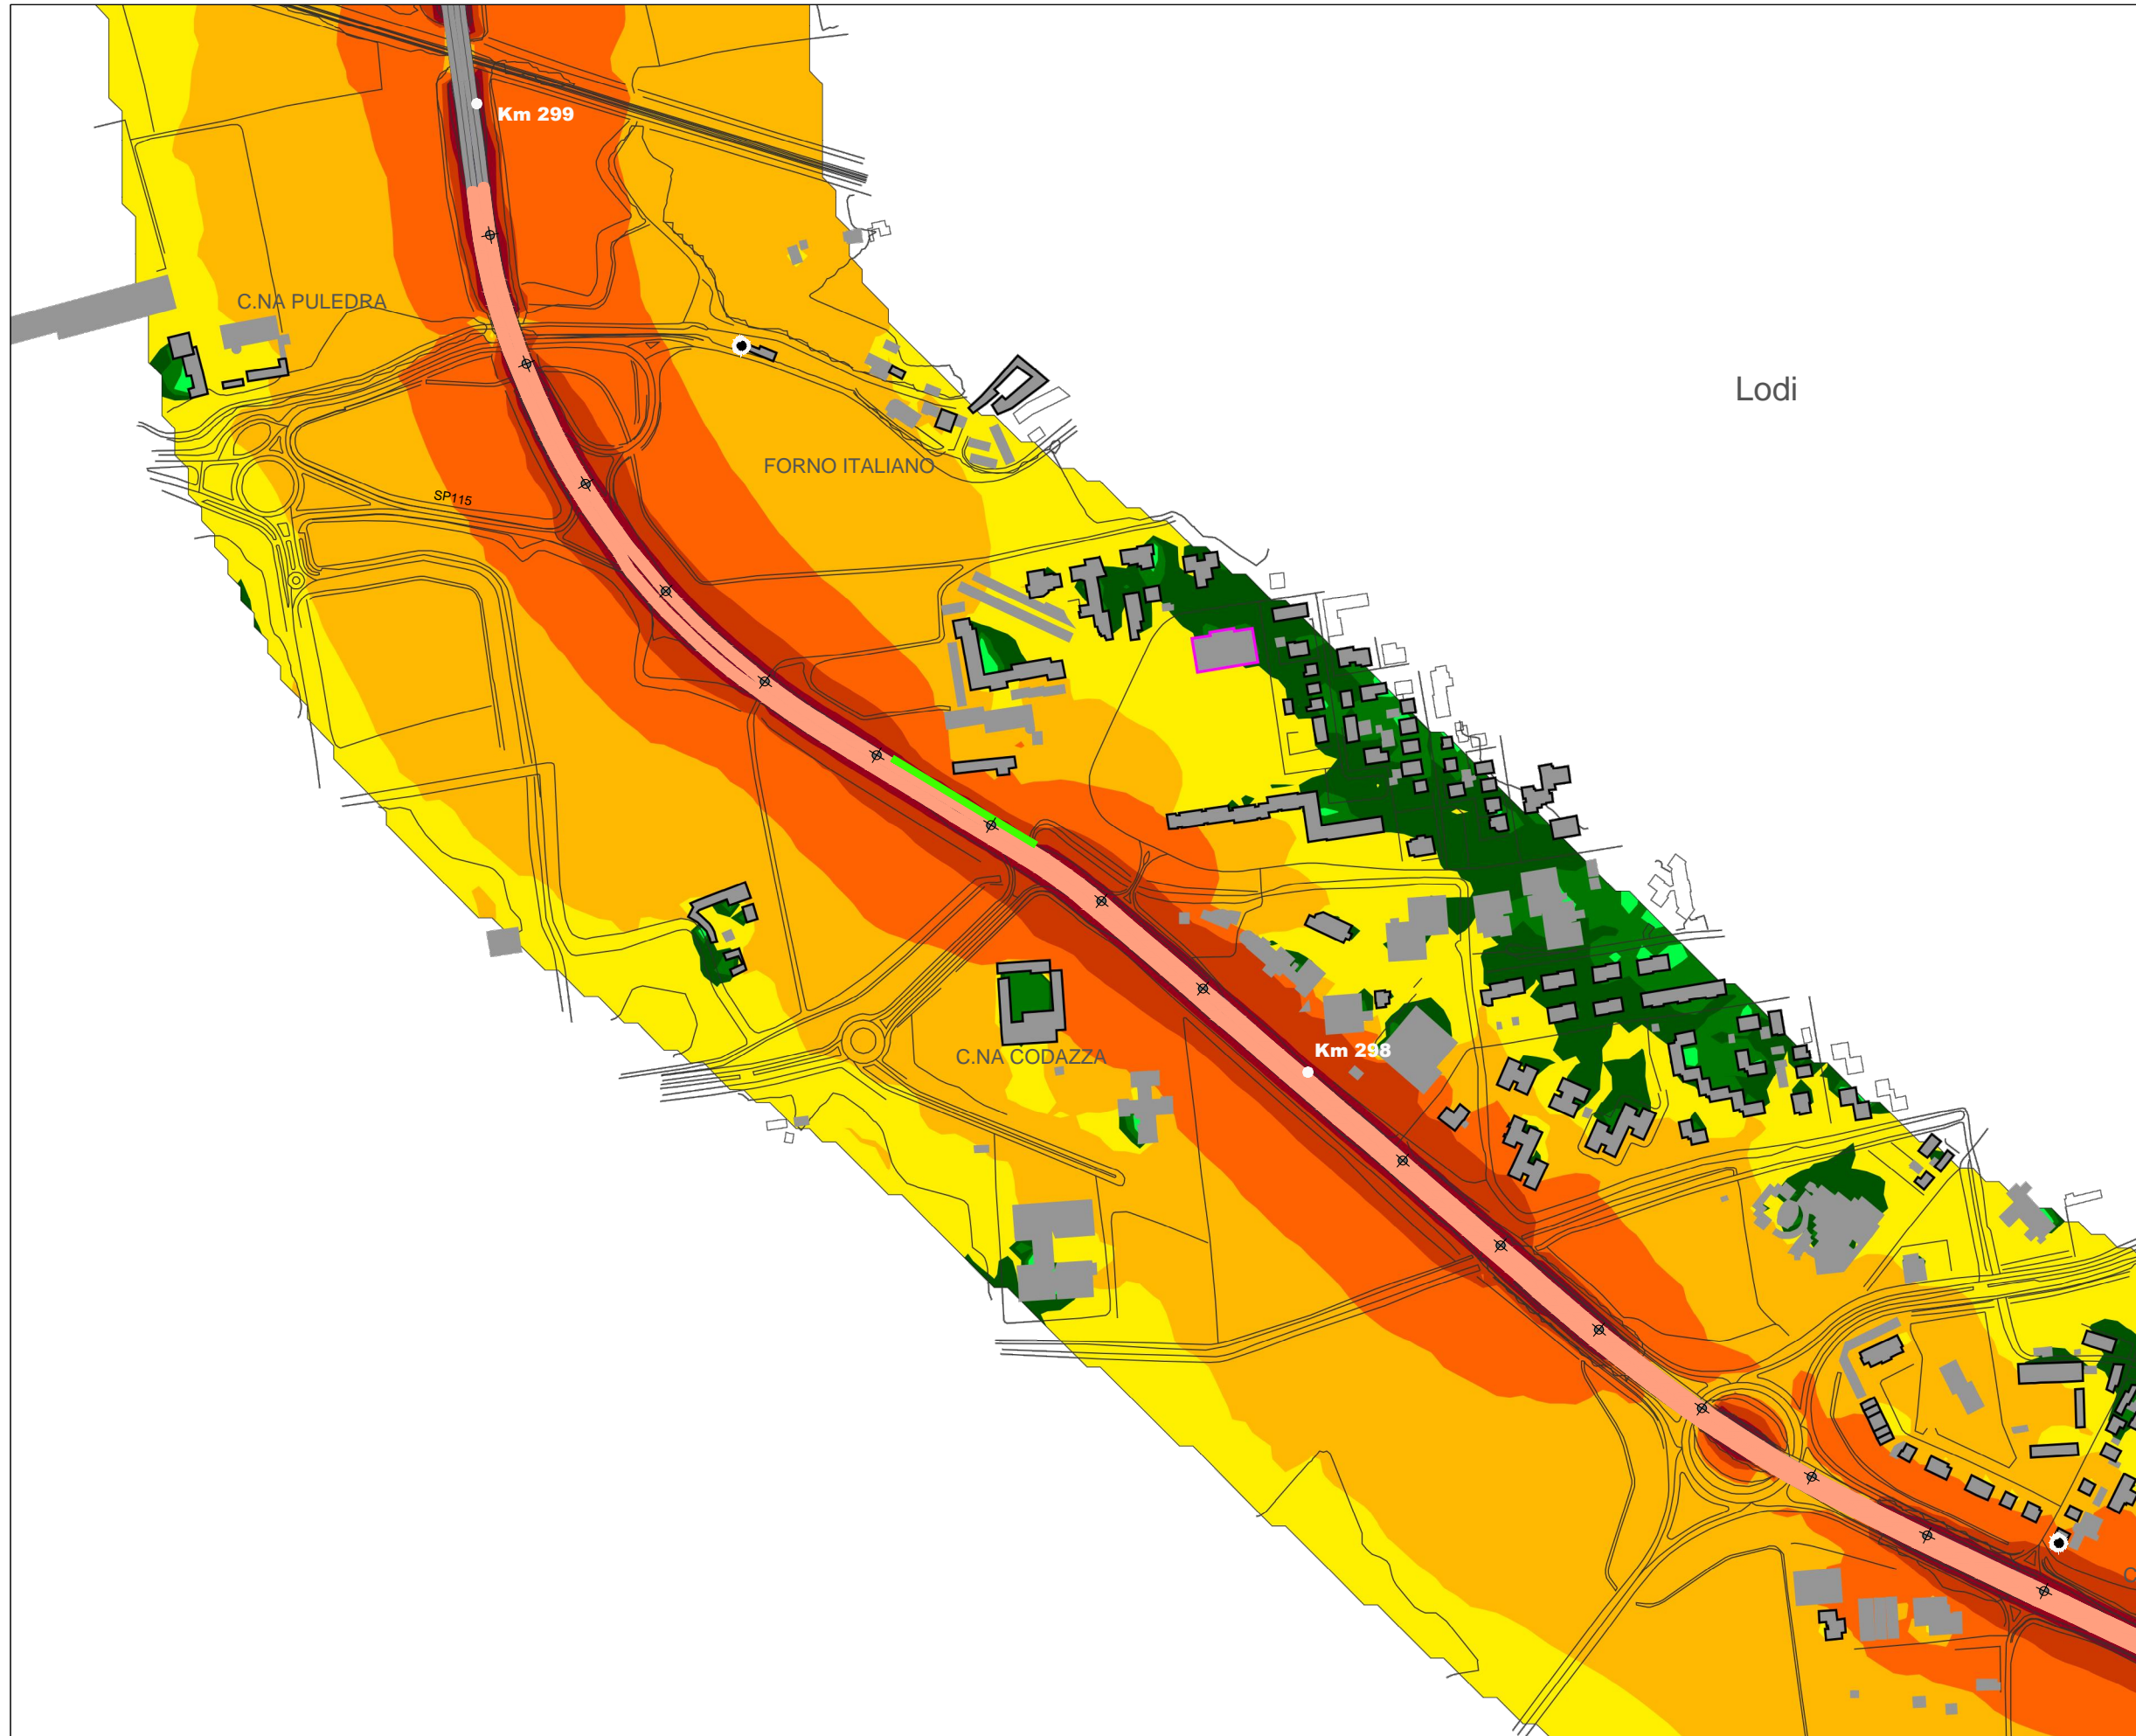 Km 299
C.NA PULEDRA
Lodi
FORNO ITALIANO
SP115
Km 298
C.NA CODAZZA